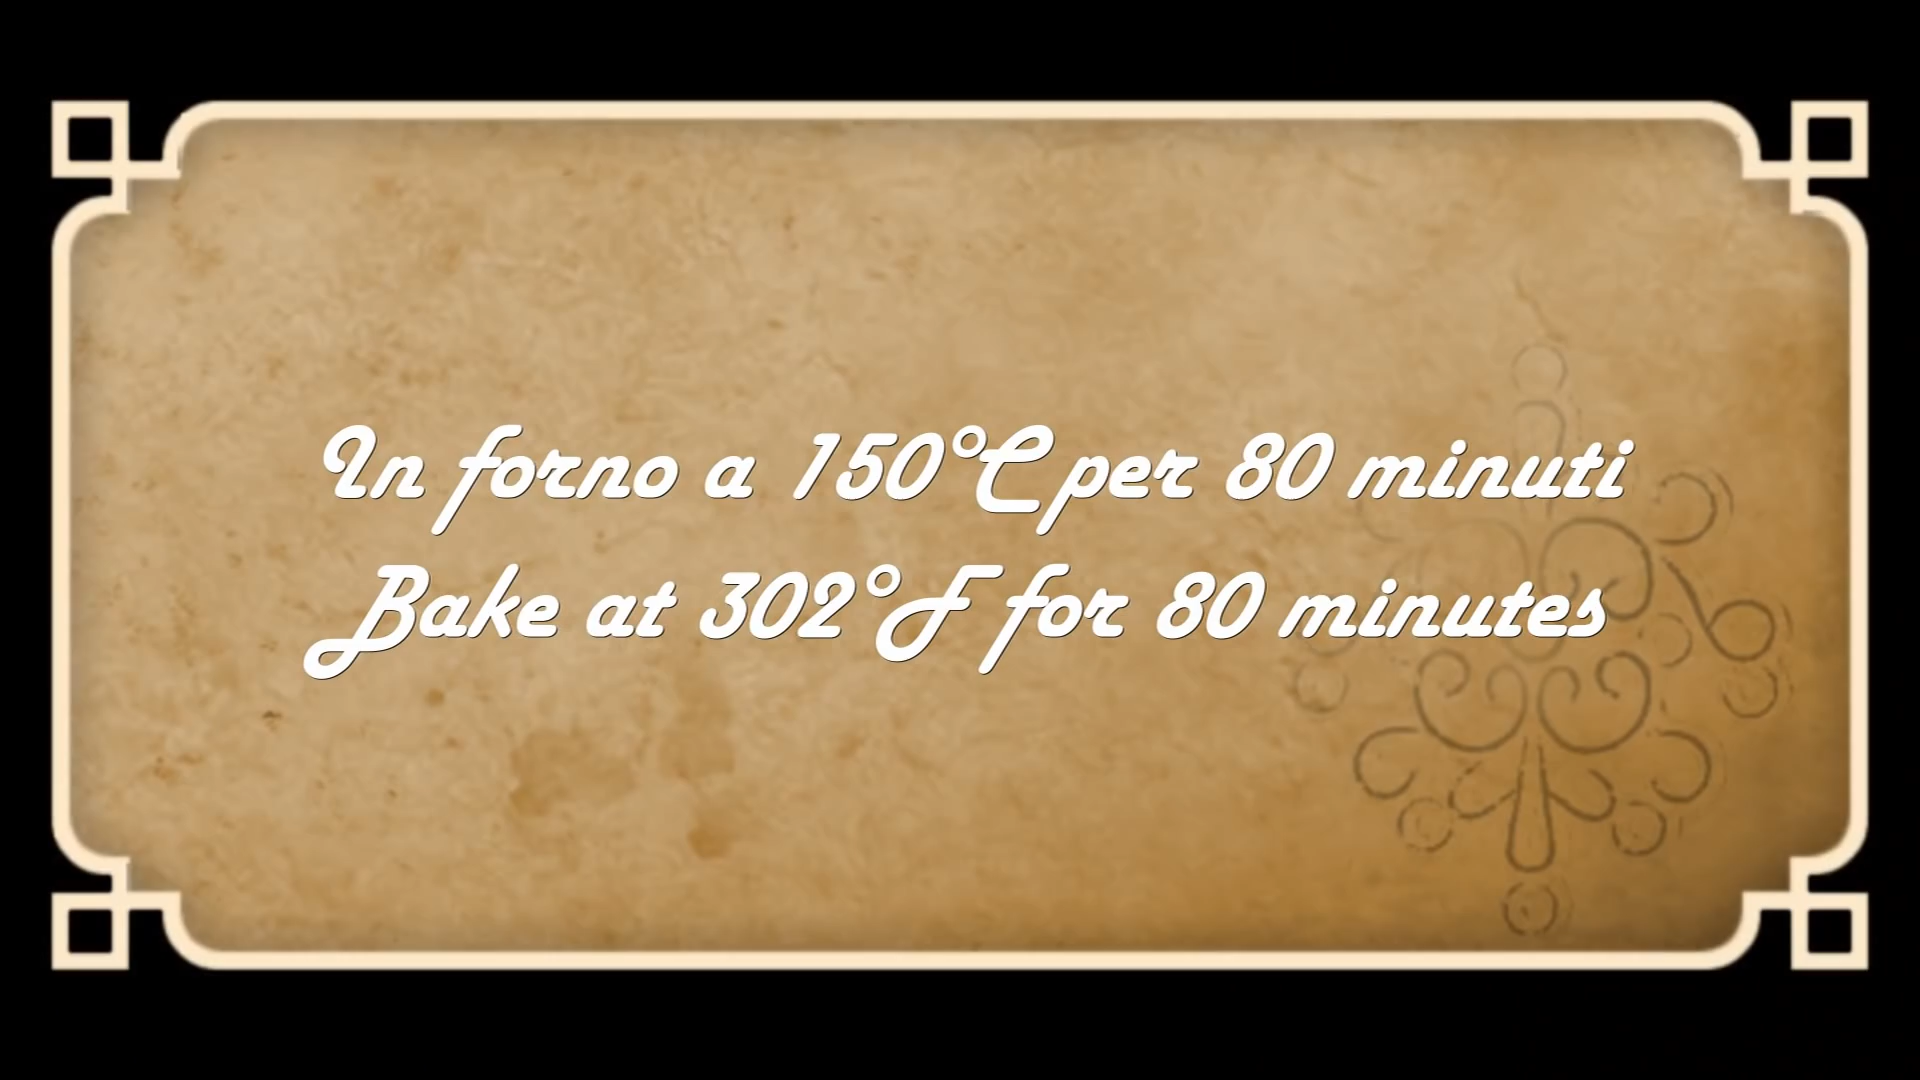 In forno a 150°C per 80 minuti
Bake at 302°F for 80 minutes